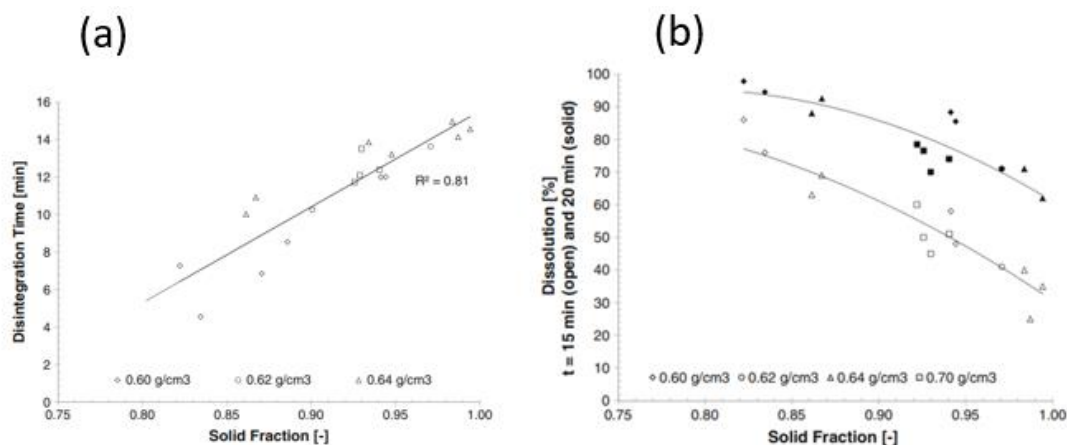 (a)
Disintegration Time [min]
16
14
12
10
8
6
4
2
0
R² = 0.81
0.60 g/cm3 0.62 g/cm3 0.64 g/cm3
0.75 0.80 0.85 0.90 0.95 1.00
Solid Fraction [-]
(b)
Dissolution [%]
t = 15 min (open) and 20 min (solid)
100
90
80
70
60
50
40
30
20
10
0
0.60 g/cm3 0.62 g/cm3 0.64 g/cm3 0.70 g/cm3
0.75 0.80 0.85 0.90 0.95 1.00
Solid Fraction [-]